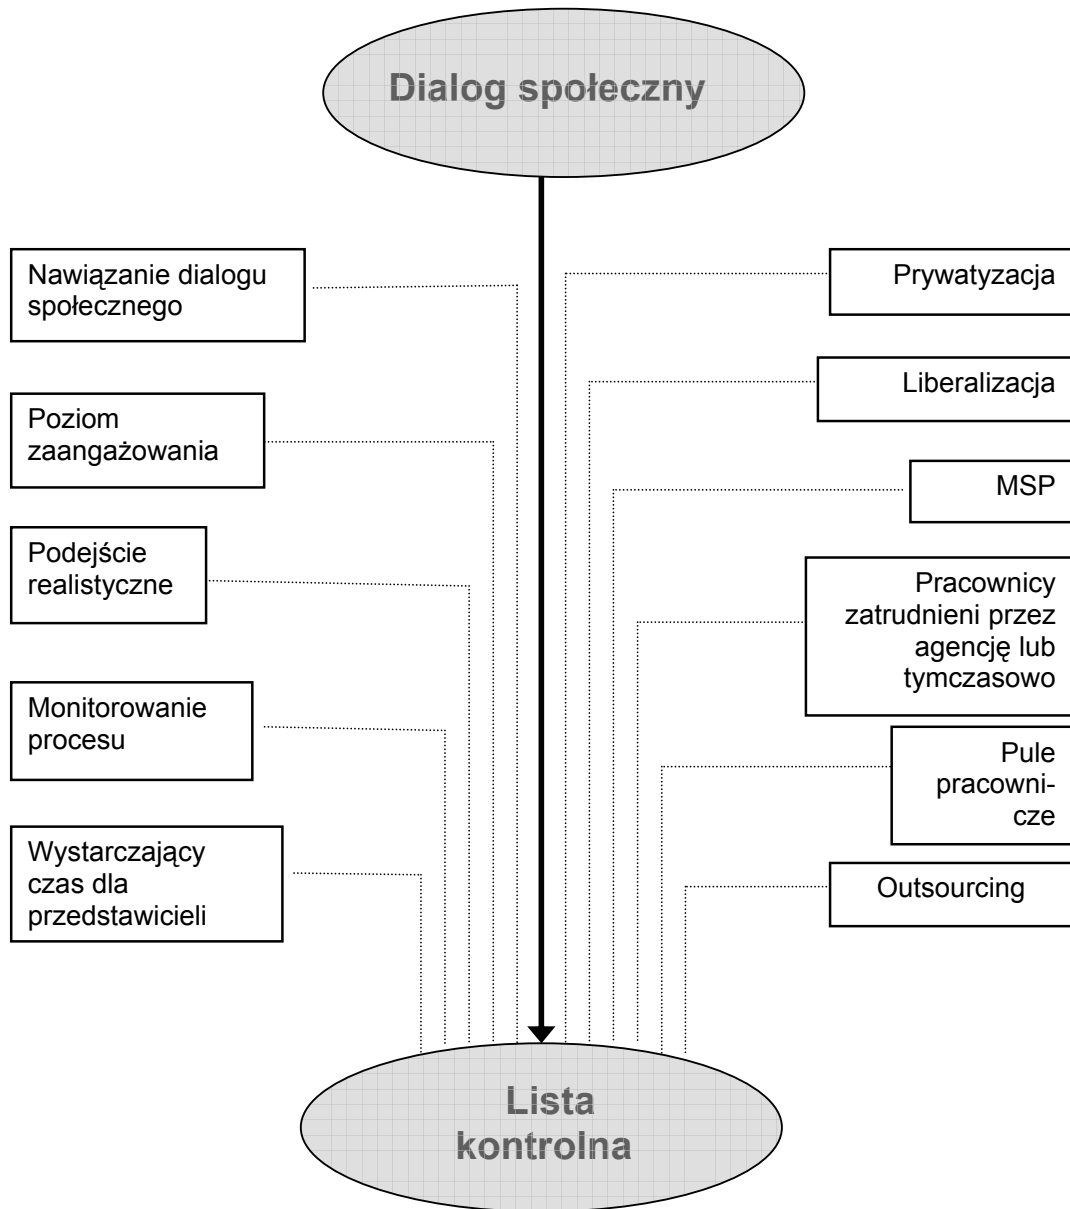 Dialog społeczny
Nawiązanie dialogu
społecznego
Poziom
zaangażowania
Podejście
realistyczne
Monitorowanie
procesu
Wystarczający
czas dla
przedstawicieli
Prywatyzacja
Liberalizacja
MSP
Pracownicy
zatrudnieni przez
agencję lub
tymczasowo
Pule
pracowni-
cze
Outsourcing
Lista
kontrolna